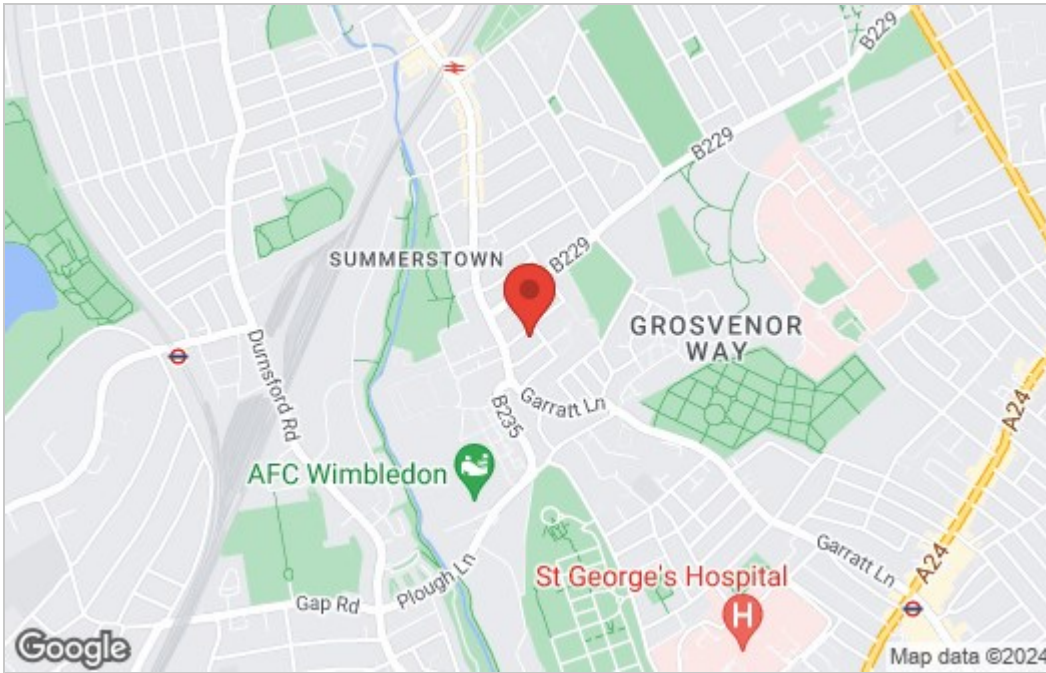 B229
B229
SUMMERSTOWN
B229
GROSVENOR
WAY
Durnsford Rd
Garratt Ln
B235
A24
AFC Wimbledon
Plough Ln
Garratt Ln
A24
St George's Hospital
H
Gap Rd
Google
Map data ©2024